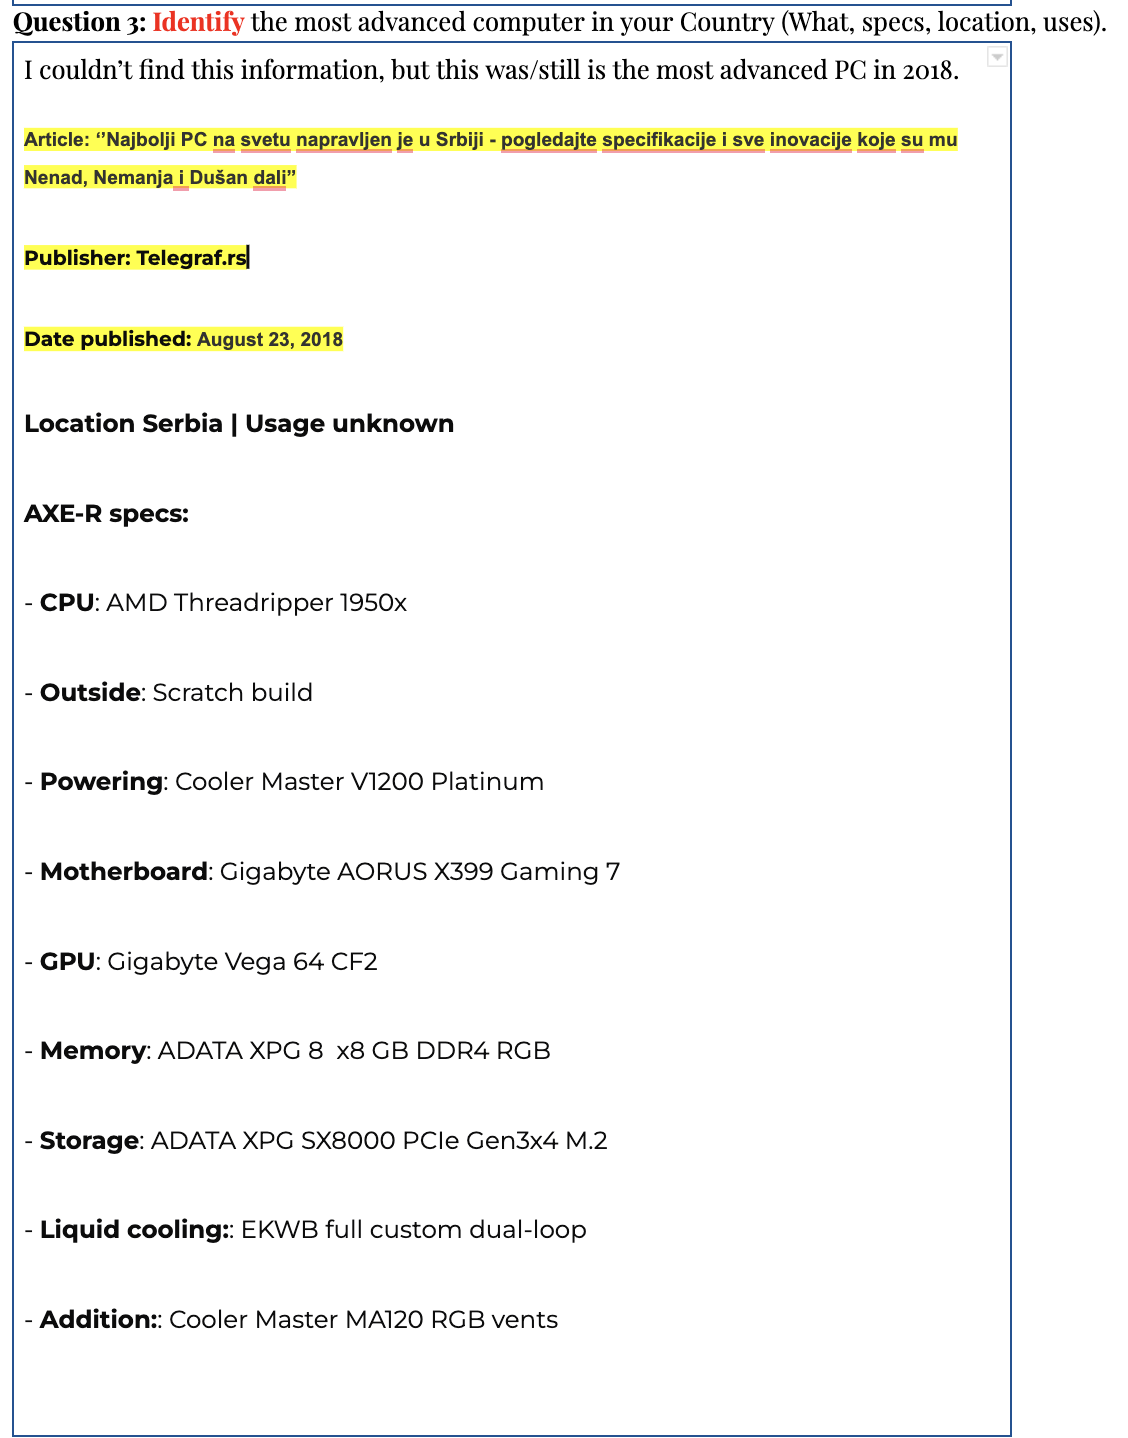 Question 3: Identify the most advanced computer in your Country (What, specs, location, uses).
I couldn’t find this information, but this was/still is the most advanced PC in 2018.
Article: ‘’Najbolji PC na svetu napravljen je u Srbiji - pogledajte specifikacije i sve inovacije koje su mu
Nenad, Nemanja i Dušan dali”
Publisher: Telegraf.rs
Date published: August 23, 2018
Location Serbia | Usage unknown
AXE-R specs:
- CPU: AMD Threadripper 1950x
- Outside: Scratch build
- Powering: Cooler Master V1200 Platinum
- Motherboard: Gigabyte AORUS X399 Gaming 7
- GPU: Gigabyte Vega 64 CF2
- Memory: ADATA XPG 8  x8 GB DDR4 RGB
- Storage: ADATA XPG SX8000 PCIe Gen3x4 M.2
- Liquid cooling:: EKWB full custom dual-loop
- Addition:: Cooler Master MA120 RGB vents